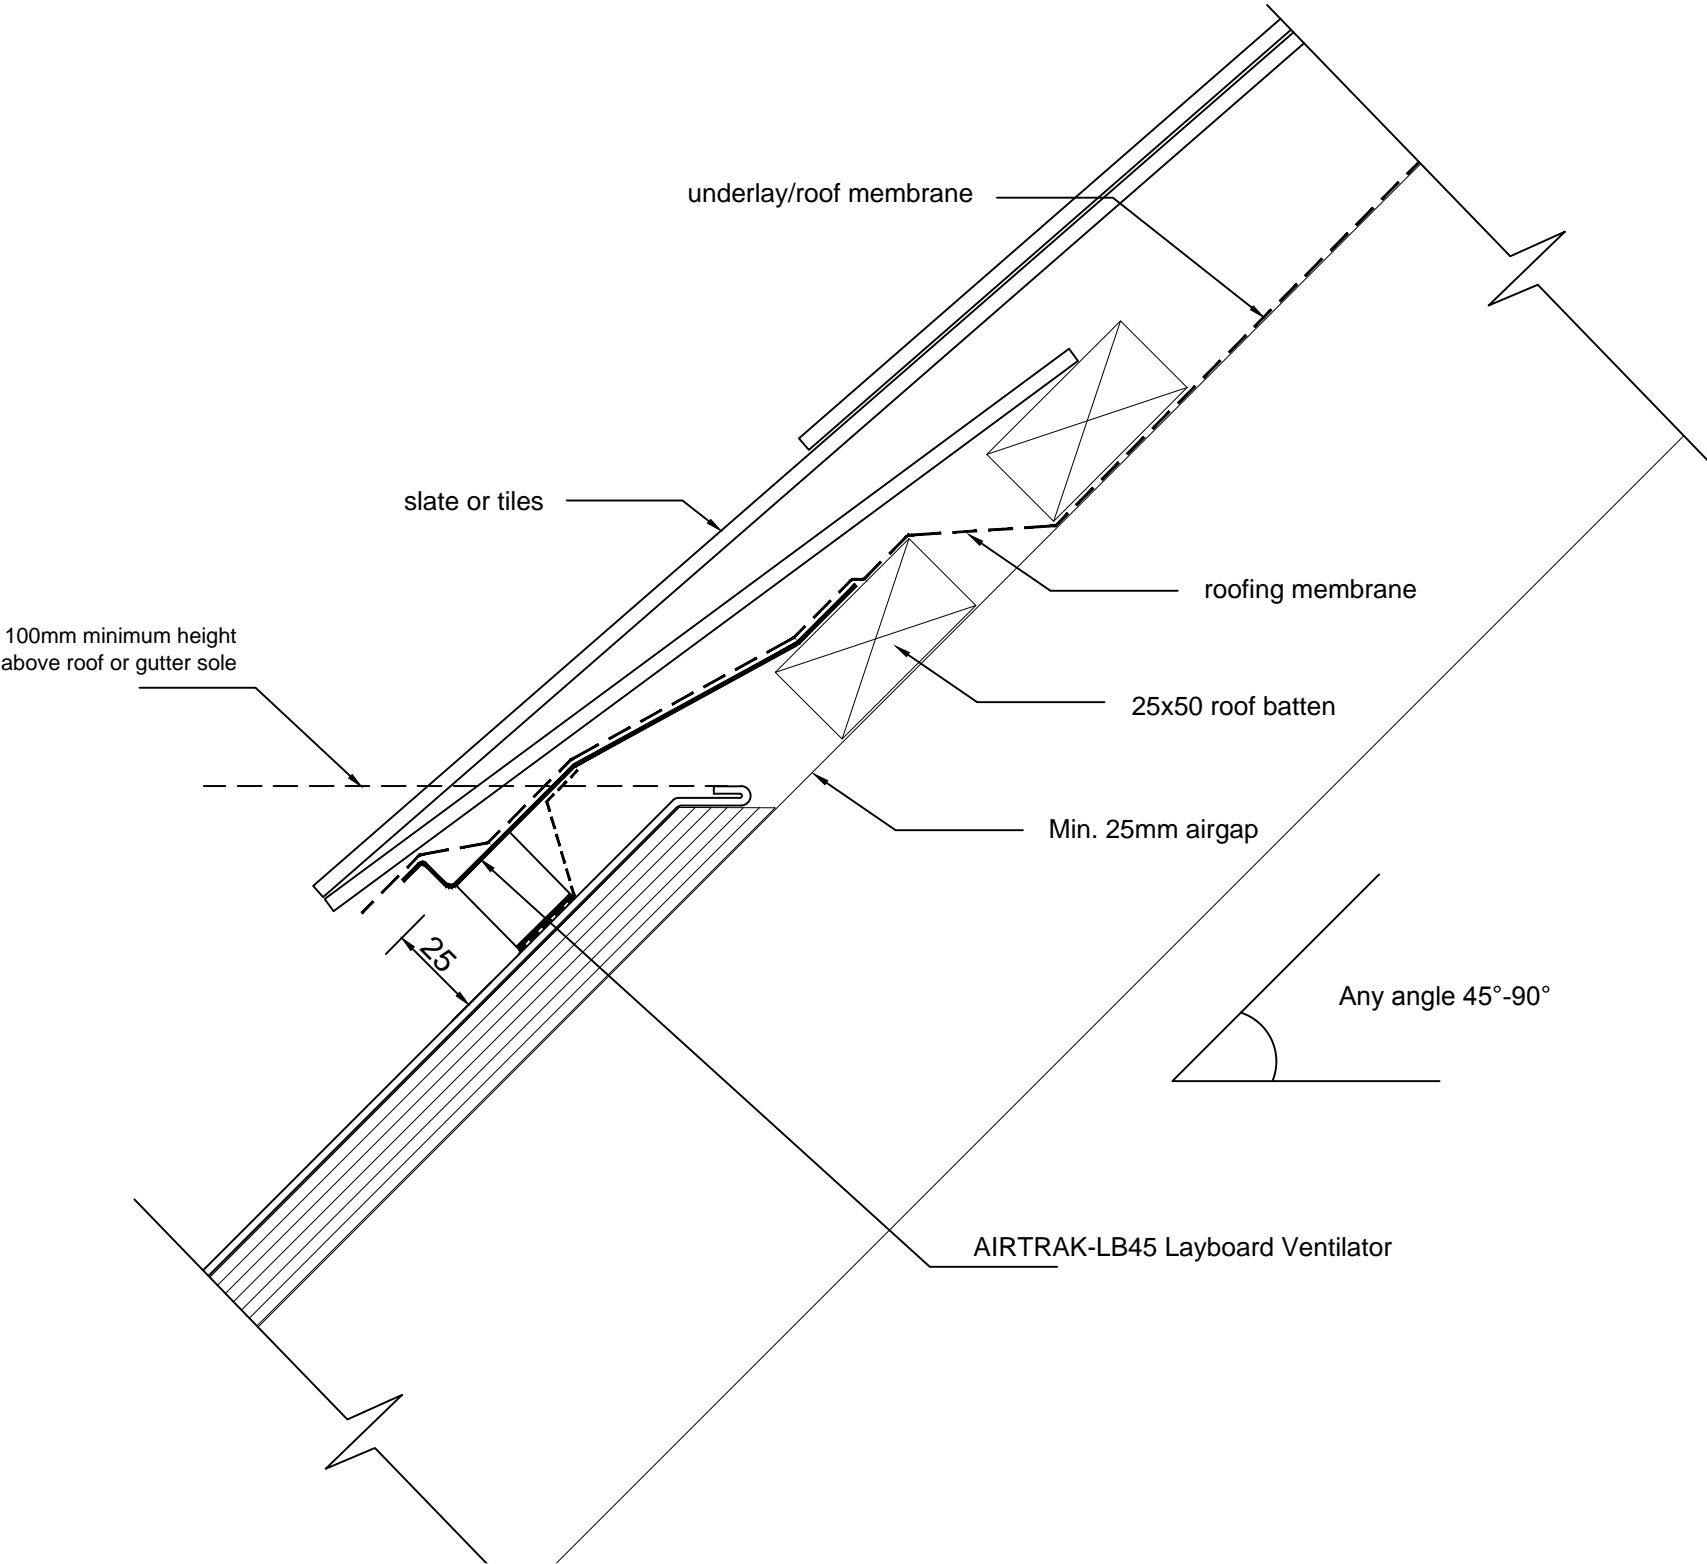 underlay/roof membrane
slate or tiles
roofing membrane
100mm minimum height
above roof or gutter sole
25x50 roof batten
Min. 25mm airgap
25
Any angle 45°-90°
AIRTRAK-LB45 Layboard Ventilator